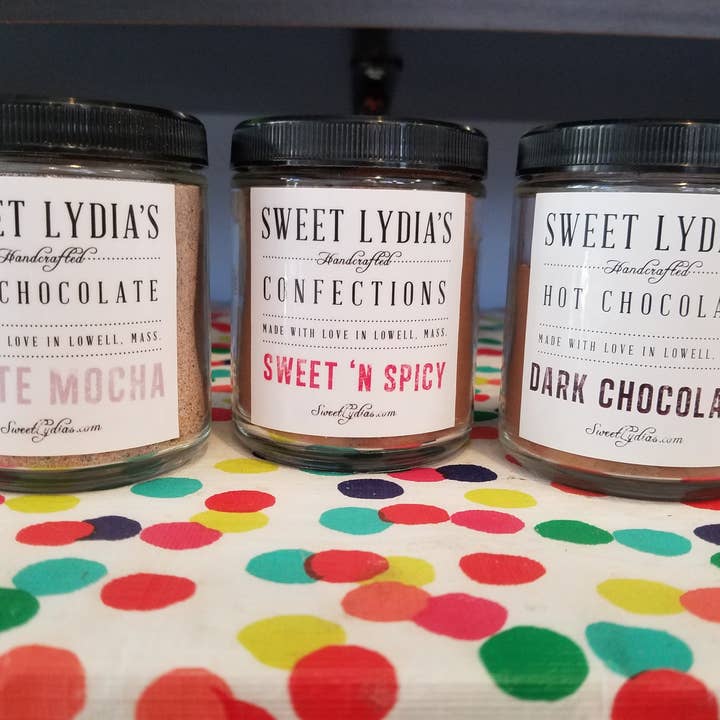 ET LYDIA'S
Handcrafted
CHOCOLATE
LOVE IN LOWELL, MASS.
TE MOCHA
SweetLydias.com
SWEET LYDIA'S
Handcrafted
CONFECTIONS
MADE WITH LOVE IN LOWELL, MASS.
SWEET 'N SPICY
SweetLydias.com
SWEET LYD
Handcrafted
HOT CHOCOLA
MADE WITH LOVE IN LOWELL,
DARK CHOCOLA
SweetLydias.com